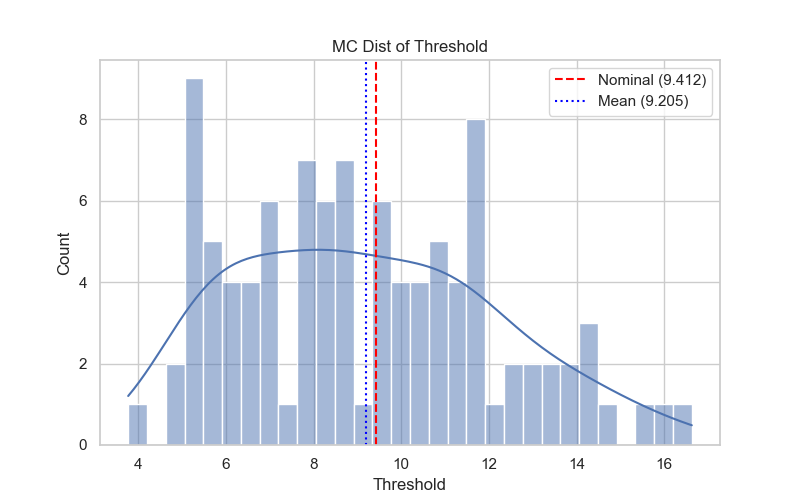 MC Dist of Threshold
Nominal (9.412)
Mean (9.205)
Count
8
6
4
2
0
4
6
8
10
12
14
16
Threshold